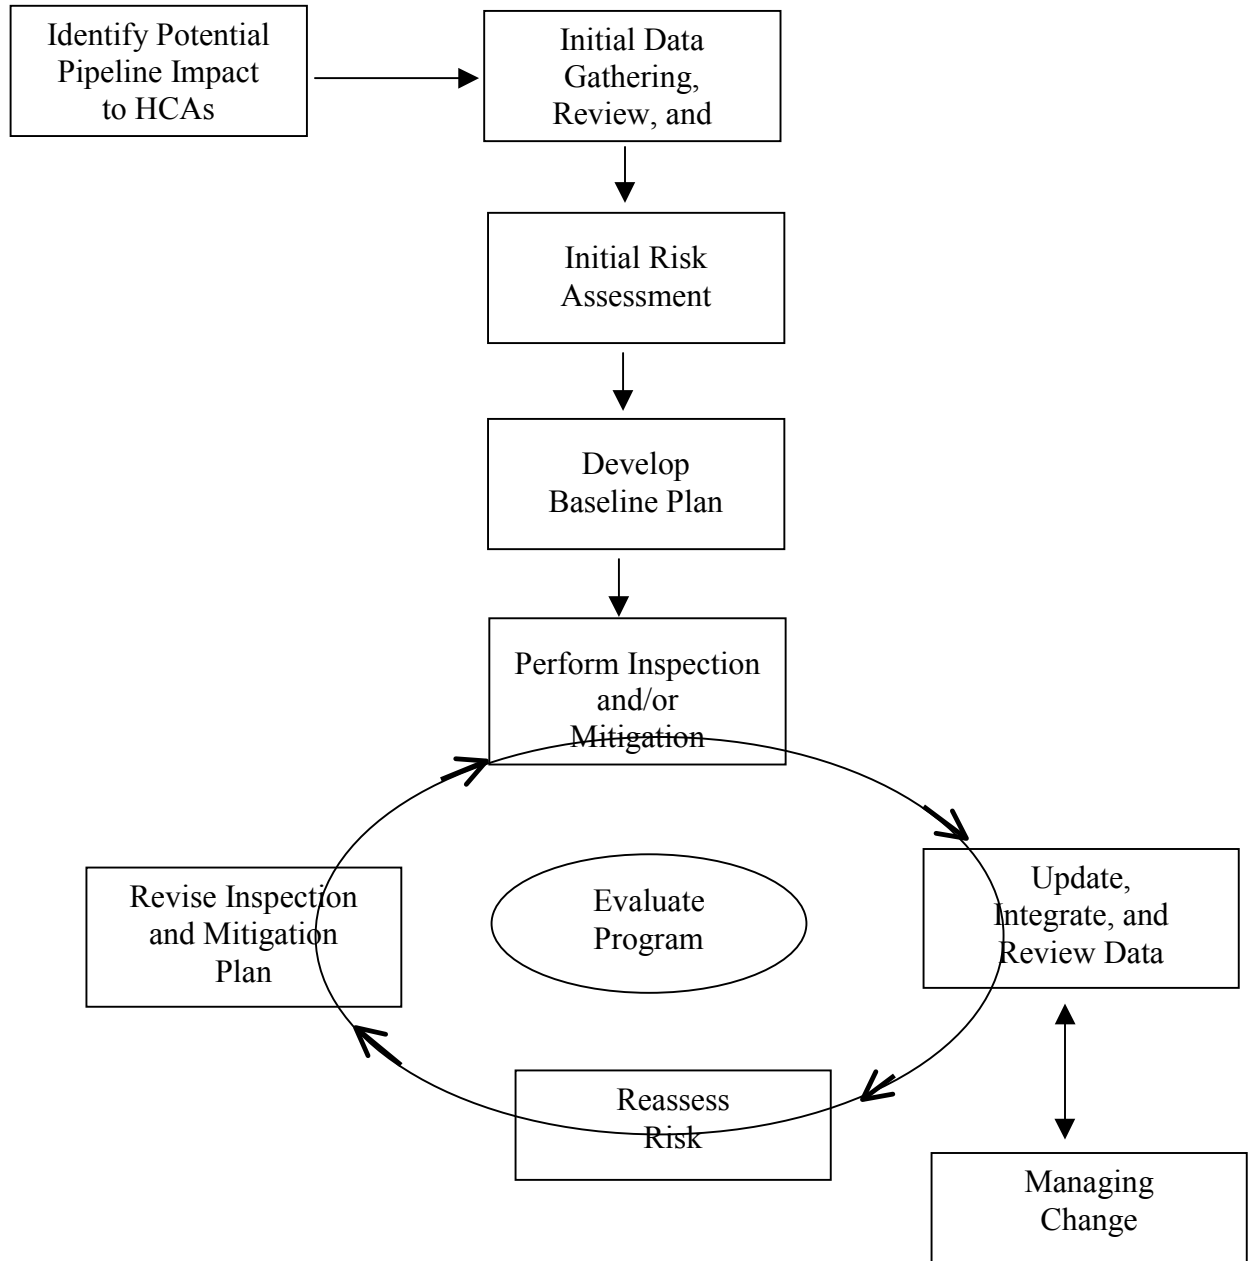 Identify Potential
Pipeline Impact
to HCAs
Initial Data
Gathering,
Review, and
Initial Risk
Assessment
Develop
Baseline Plan
Perform Inspection
and/or
Mitigation
Update,
Integrate, and
Review Data
Revise Inspection
and Mitigation
Plan
Evaluate
Program
Reassess
Risk
Managing
Change